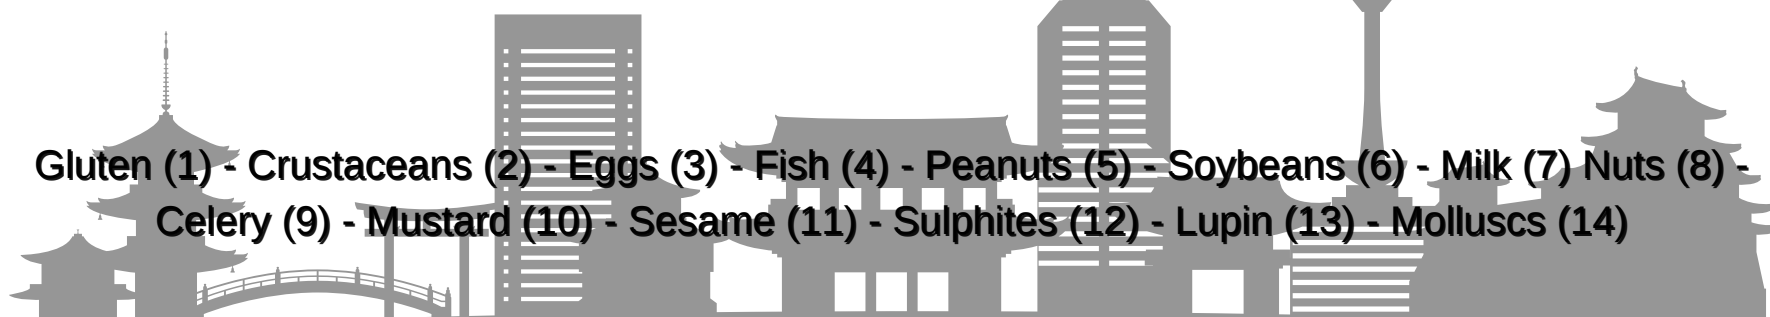 Gluten (1) - Crustaceans (2) - Eggs (3) - Fish (4) - Peanuts (5) - Soybeans (6) - Milk (7) Nuts (8) -
Celery (9) - Mustard (10) - Sesame (11) - Sulphites (12) - Lupin (13) - Molluscs (14)